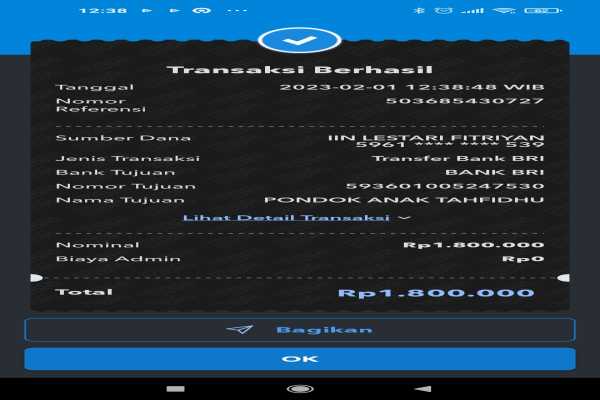 12:38
Transaksi Berhasil
Tanggal 2023-02-01 12:38:48 WIB
Nomor Referensi 503685430727
Sumber Dana IIN LESTARI FITRIYAN
5961 **** **** 539
Jenis Transaksi Transfer Bank BRI
Bank Tujuan BANK BRI
Nomor Tujuan 593601005247530
Nama Tujuan PONDOK ANAK TAHFIDHU
Lihat Detail Transaksi
Nominal Rp1.800.000
Biaya Admin Rp0
Total Rp1.800.000
Bagikan
OK